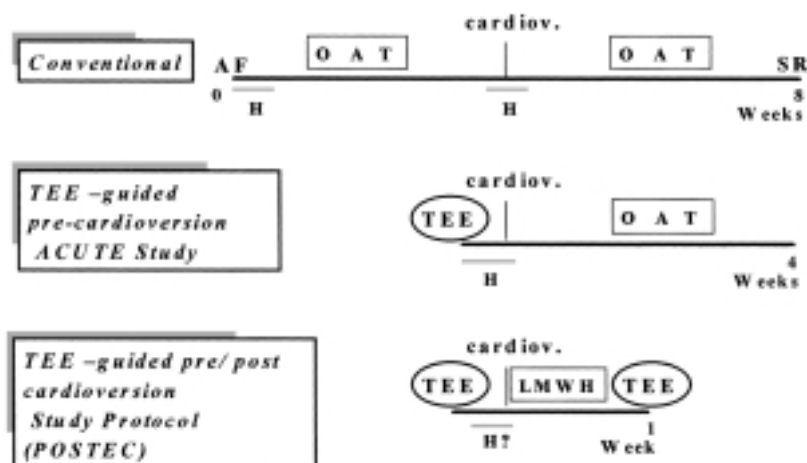 cardiov.
Conventional
AF
O A T
O A T
SR
0
H
H
8
Weeks
TEE –guided
pre-cardioversion
ACUTE Study
cardiov.
TEE
O A T
H
4
Weeks
TEE –guided pre/ post
cardioversion
Study Protocol
(POSTEC)
cardiov.
TEE
LMWH
TEE
H?
1
Week